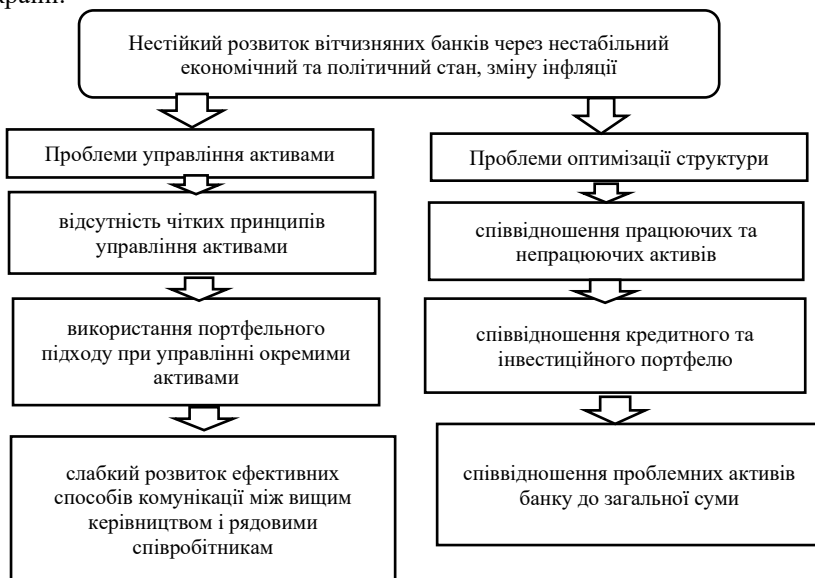 країні.
Нестійкий розвиток вітчизняних банків через нестабільний
економічний та політичний стан, зміну інфляції
Проблеми управління активами
відсутність чітких принципів
управління активами
використання портфельного
підходу при управлінні окремими
активами
слабкий розвиток ефективних
способів комунікації між вищим
керівництвом і рядовими
співробітникам
Проблеми оптимізації структури
співвідношення працюючих та
непрацюючих активів
співвідношення кредитного та
інвестиційного портфелю
співвідношення проблемних активів
банку до загальної суми